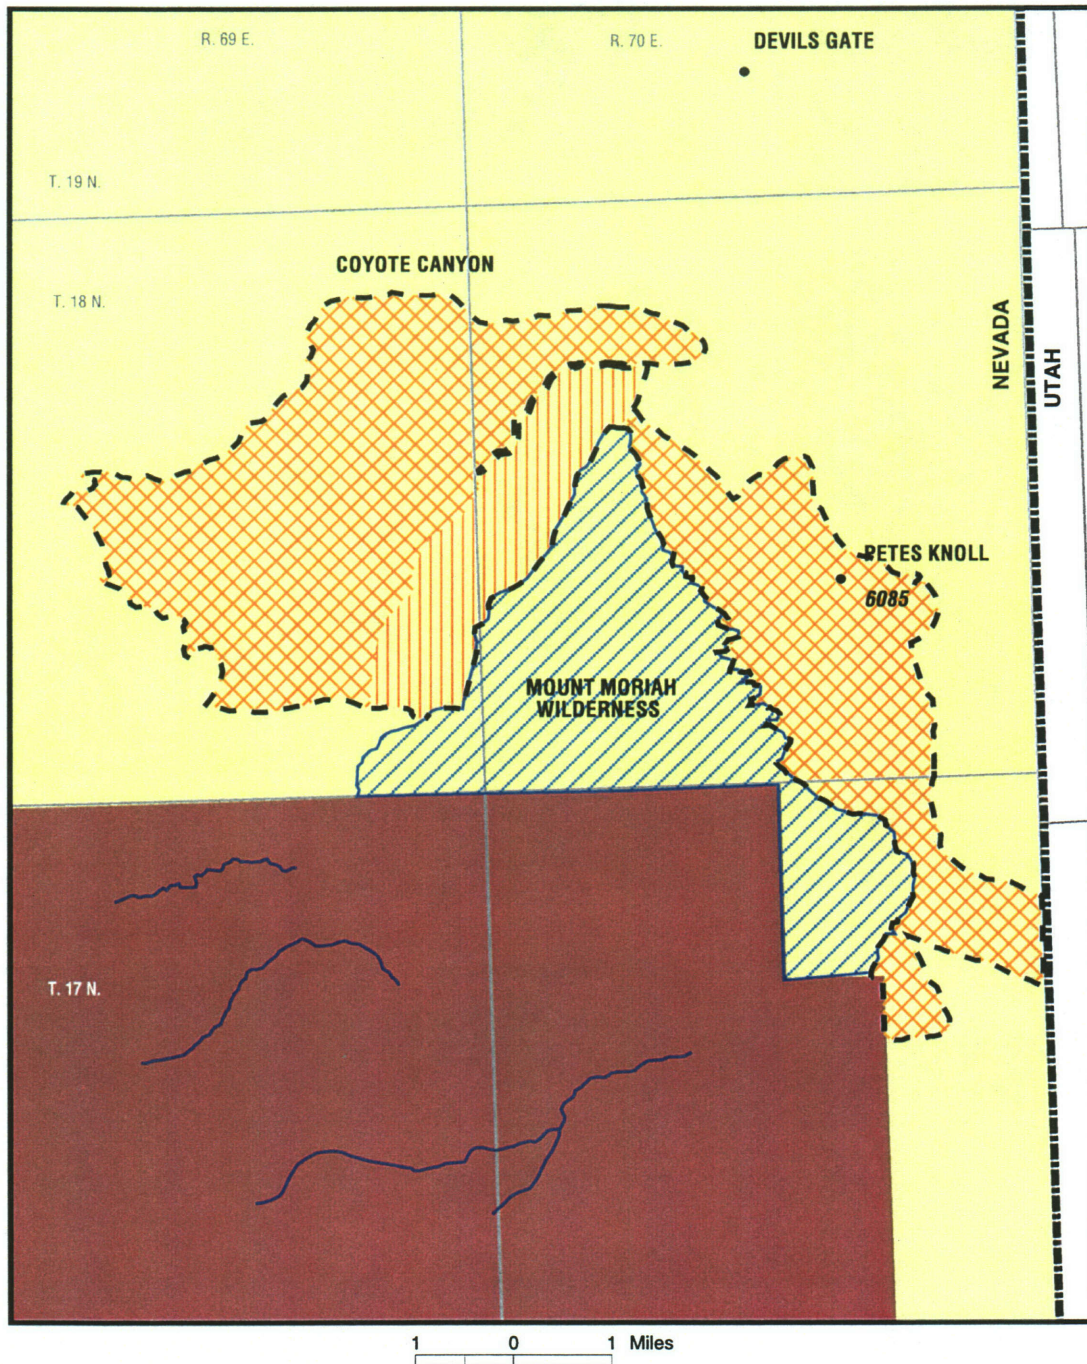 R. 69 E.
R. 70 E.
DEVILS GATE
T. 19 N.
COYOTE CANYON
T. 18 N.
NEVADA
UTAH
PETES KNOLL
6085
MOUNT MORIAH
WILDERNESS
T. 17 N.
1 0 1 Miles